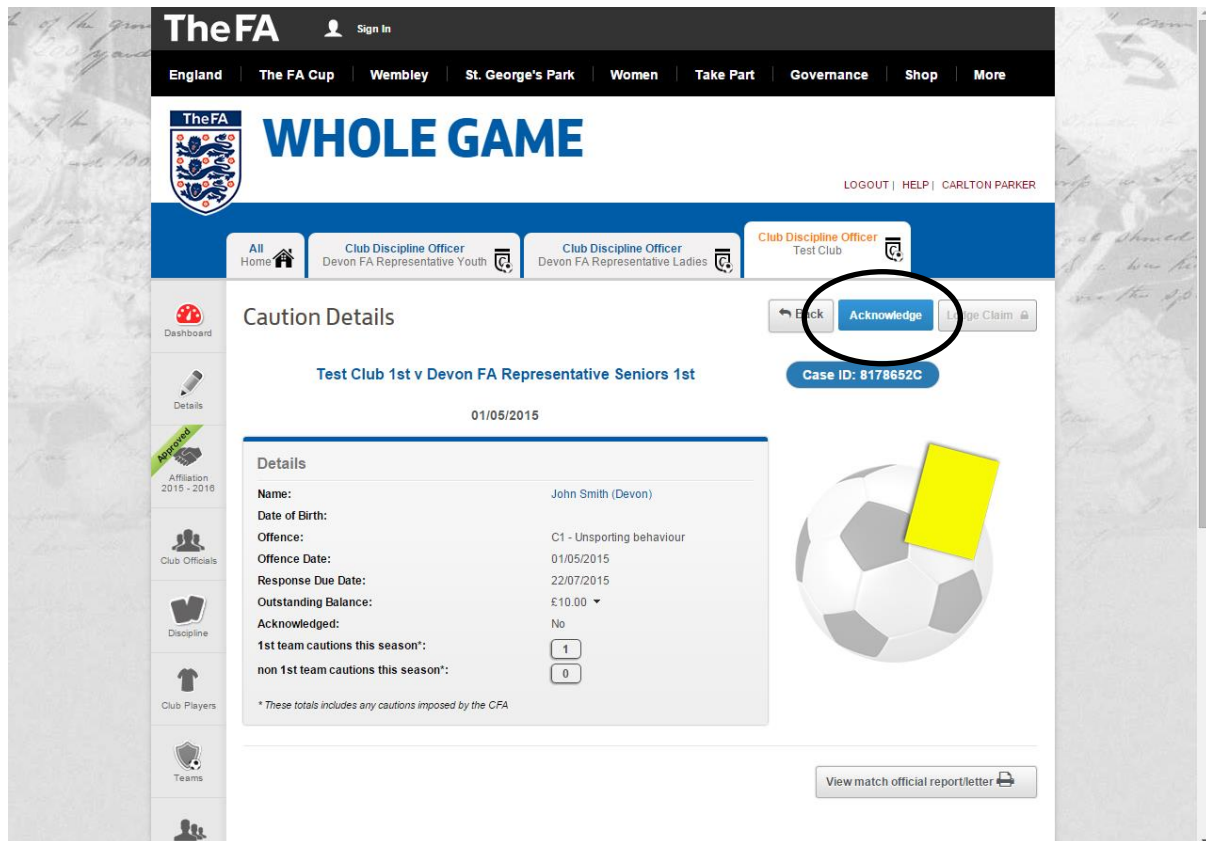 TheFA Sign In
England The FA Cup Wembley St. George's Park Women Take Part Governance Shop More
TheFA
WHOLE GAME
LOGOUT | HELP | CARLTON PARKER
All
Home
Club Discipline Officer
Devon FA Representative Youth
Club Discipline Officer
Devon FA Representative Ladies
Club Discipline Officer
Test Club
Dashboard
Details
Approved
Affiliation
2015 - 2016
Club Officials
Discipline
Club Players
Teams
Caution Details
Back Acknowledge Lodge Claim
Test Club 1st v Devon FA Representative Seniors 1st
Case ID: 8178652C
01/05/2015
Details
Name: John Smith (Devon)
Date of Birth:
Offence: C1 - Unsporting behaviour
Offence Date: 01/05/2015
Response Due Date: 22/07/2015
Outstanding Balance: £10.00
Acknowledged: No
1st team cautions this season*: 1
non 1st team cautions this season*: 0
* These totals includes any cautions imposed by the CFA
View match official report/letter